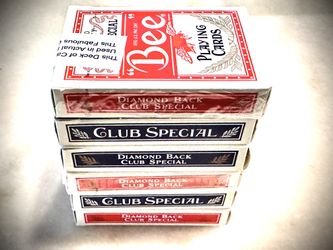 "Bee"
PLAYING
CARDS
This Deck of Ca
Used in Actual
This Fabulous
DIAMOND BACK
CLUB SPECIAL
CLUB SPECIAL
DIAMOND BACK
CLUB SPECIAL
DIAMOND BACK
CLUB SPECIAL
CLUB SPECIAL
DIAMOND BACK
CLUB SPECIAL